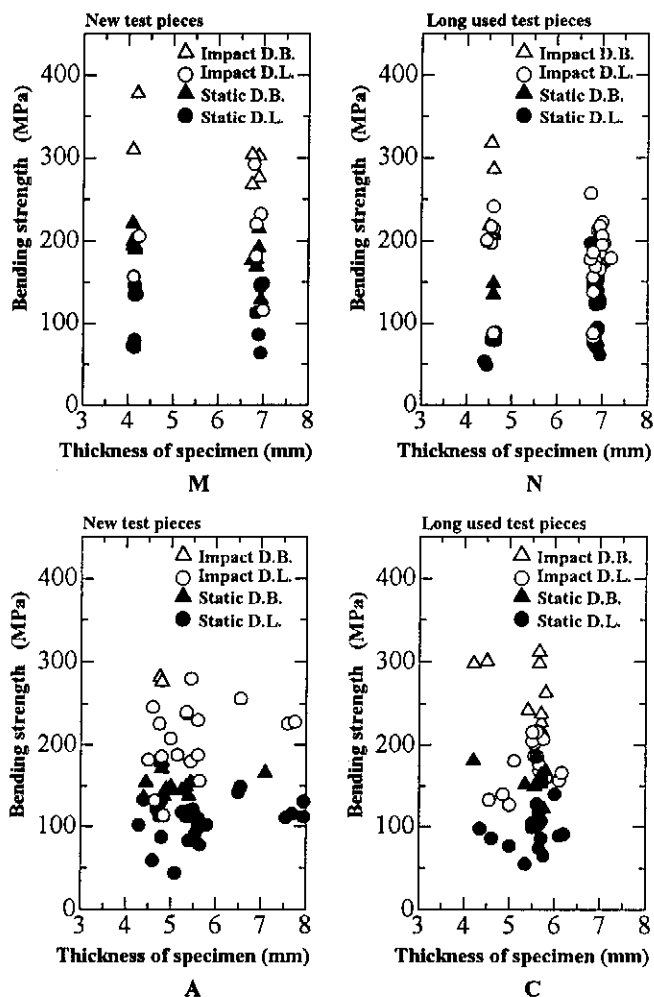 New test pieces
Impact D.B.
Impact D.L.
Static D.B.
Static D.L.
400
300
200
100
0
Bending strength (MPa)
3 4 5 6 7 8
Thickness of specimen (mm)
M
Long used test pieces
Impact D.B.
Impact D.L.
Static D.B.
Static D.L.
400
300
200
100
0
Bending strength (MPa)
3 4 5 6 7 8
Thickness of specimen (mm)
N
New test pieces
Impact D.B.
Impact D.L.
Static D.B.
Static D.L.
400
300
200
100
0
Bending strength (MPa)
3 4 5 6 7 8
Thickness of specimen (mm)
A
Long used test pieces
Impact D.B.
Impact D.L.
Static D.B.
Static D.L.
400
300
200
100
0
Bending strength (MPa)
3 4 5 6 7 8
Thickness of specimen (mm)
C